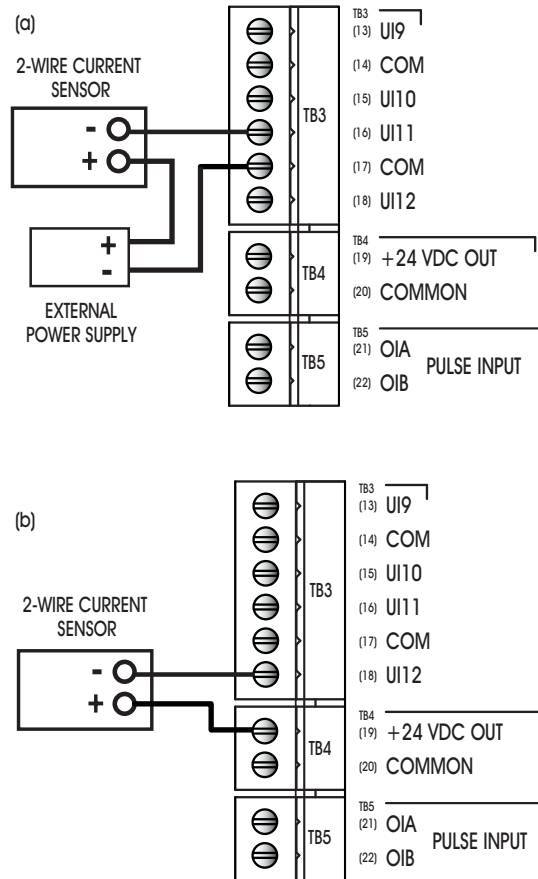 (a)
2-WIRE CURRENT
SENSOR
-
+
+
-
EXTERNAL
POWER SUPPLY
TB3
TB3
(13) UI9
(14) COM
(15) UI10
(16) UI11
(17) COM
(18) UI12
TB4
TB4
(19) +24 VDC OUT
(20) COMMON
TB5
TB5
(21) OIA
PULSE INPUT
(22) OIB
(b)
2-WIRE CURRENT
SENSOR
-
+
TB3
TB3
(13) UI9
(14) COM
(15) UI10
(16) UI11
(17) COM
(18) UI12
TB4
TB4
(19) +24 VDC OUT
(20) COMMON
TB5
TB5
(21) OIA
PULSE INPUT
(22) OIB